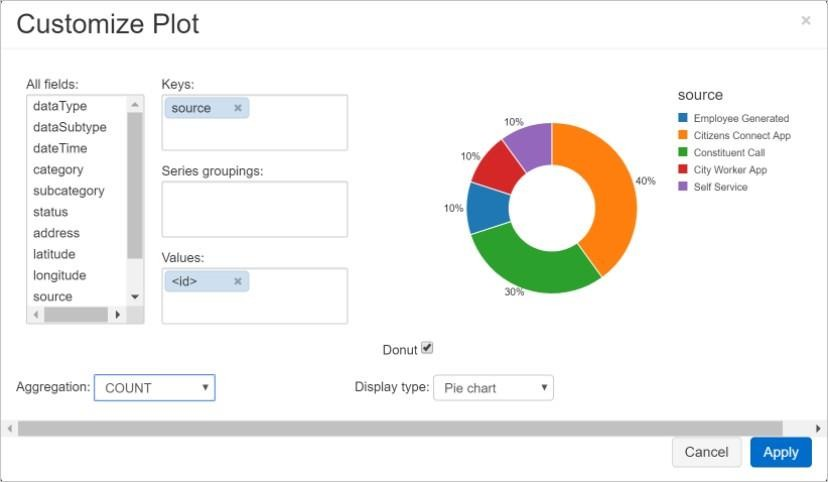 Customize Plot
×
All fields:
dataType
dataSubtype
dateTime
category
subcategory
status
address
latitude
longitude
source
Keys:
source ×
Series groupings:
Values:
<id> ×
10%
10%
10%
30%
40%
source
Employee Generated
Citizens Connect App
Constituent Call
City Worker App
Self Service
Donut
Aggregation: COUNT
Display type: Pie chart
Cancel Apply